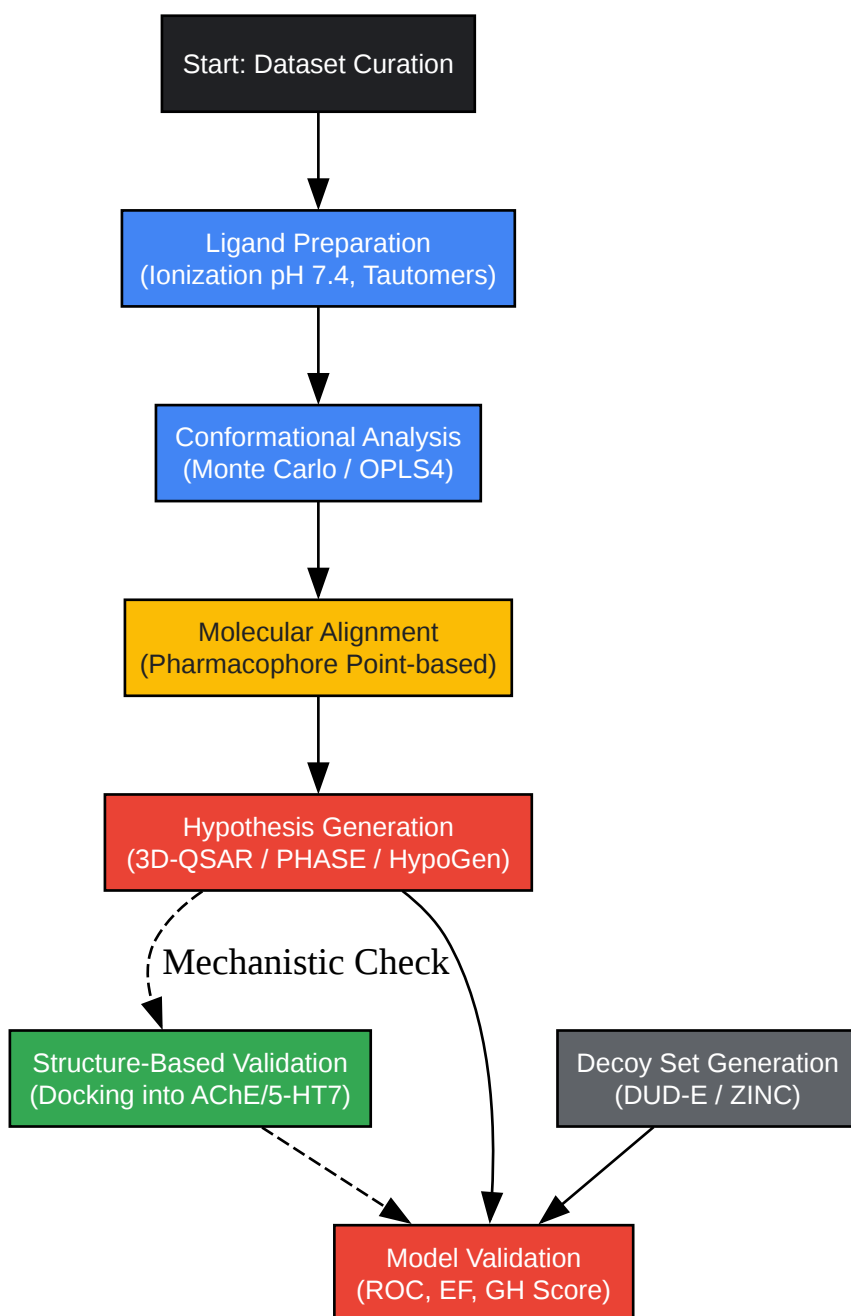 Start: Dataset Curation
Ligand Preparation
(Ionization pH 7.4, Tautomers)
Conformational Analysis
(Monte Carlo / OPLS4)
Molecular Alignment
(Pharmacophore Point-based)
Hypothesis Generation
(3D-QSAR / PHASE / HypoGen)
Mechanistic Check
Structure-Based Validation
(Docking into AChE/5-HT7)
Decoy Set Generation
(DUD-E / ZINC)
Model Validation
(ROC, EF, GH Score)